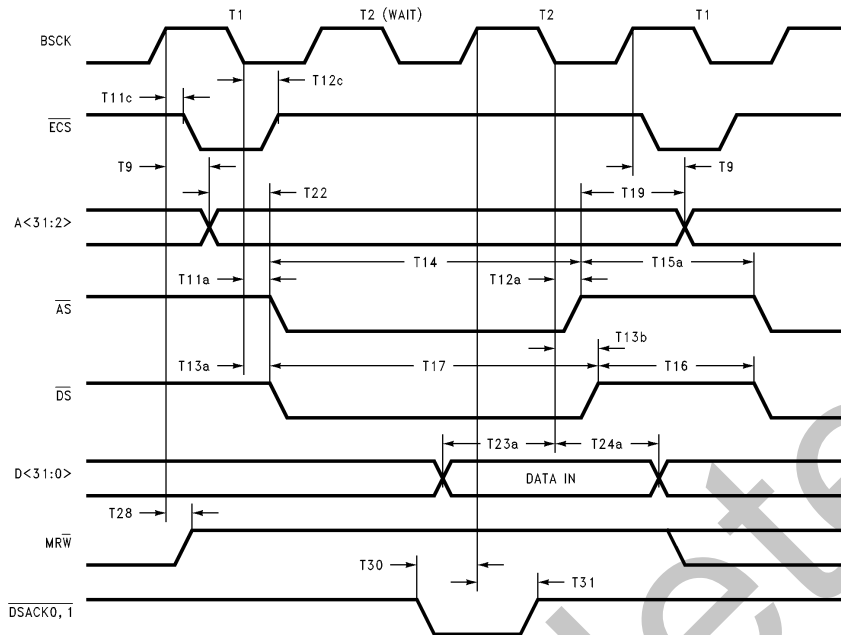 T1 T2 (WAIT) T2 T1
BSCK
T11c T12c
ECS
T9 T9
T22 T19
A<31:2>
T14 T15a
T11a T12a
AS
T13b
T13a T17 T16
DS
T23a T24a
D<31:0> DATA IN
T28
MRW
T30 T31
DSACK0, 1